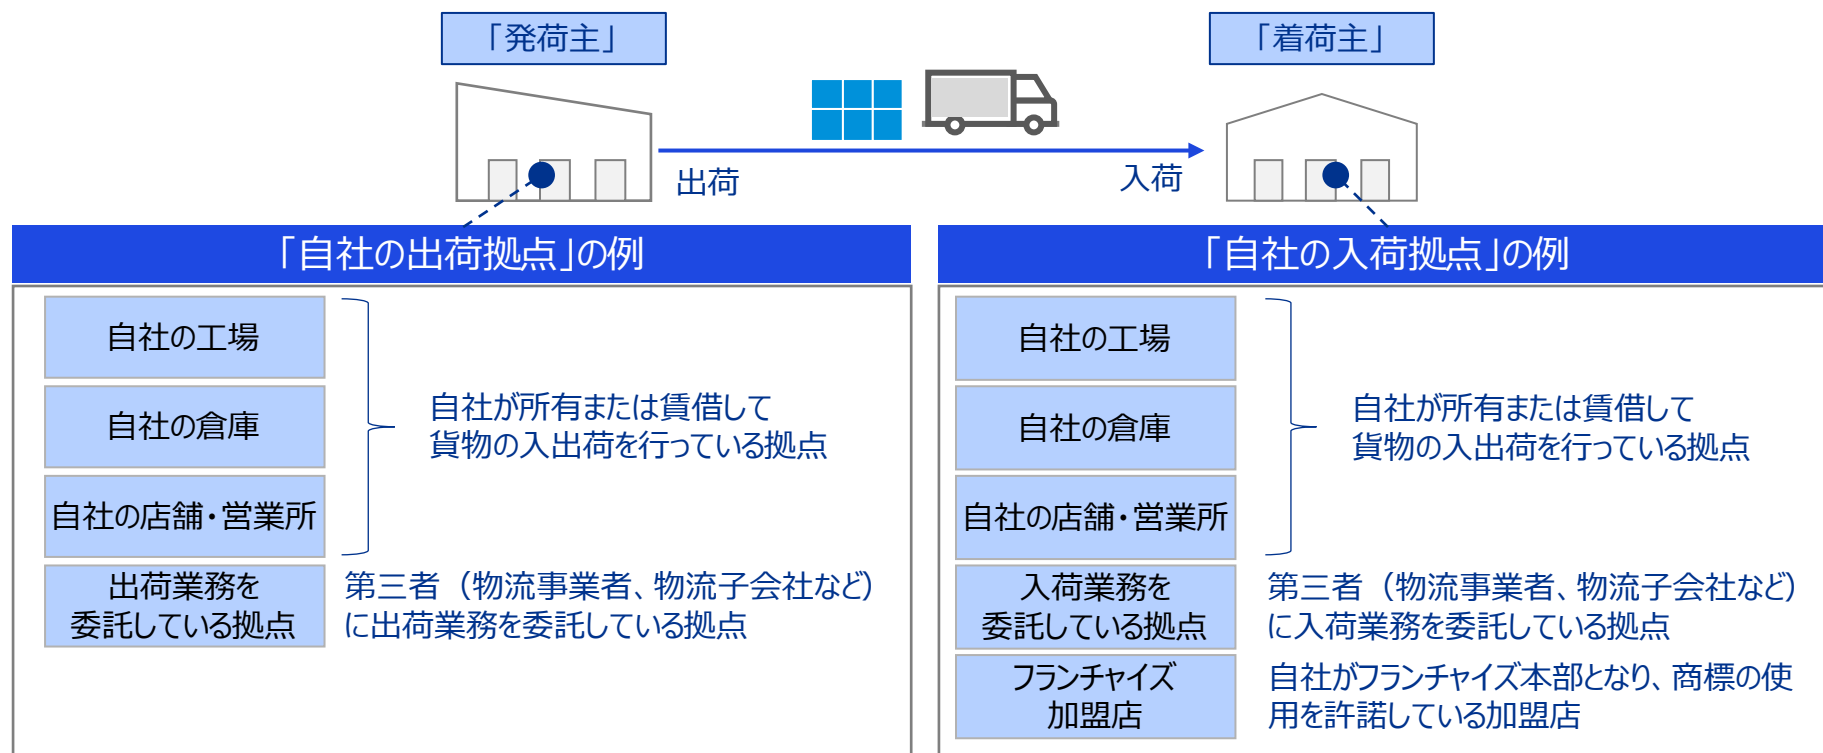 「発荷主」
「着荷主」
出荷
入荷
「自社の出荷拠点」の例
自社の工場
自社の倉庫
自社の店舗・営業所
自社が所有または賃借して
貨物の入出荷を行っている拠点
出荷業務を
委託している拠点
第三者（物流事業者、物流子会社など）
に出荷業務を委託している拠点
「自社の入荷拠点」の例
自社の工場
自社の倉庫
自社の店舗・営業所
自社が所有または賃借して
貨物の入出荷を行っている拠点
入荷業務を
委託している拠点
第三者（物流事業者、物流子会社など）
に入荷業務を委託している拠点
フランチャイズ
加盟店
自社がフランチャイズ本部となり、商標の使
用を許諾している加盟店